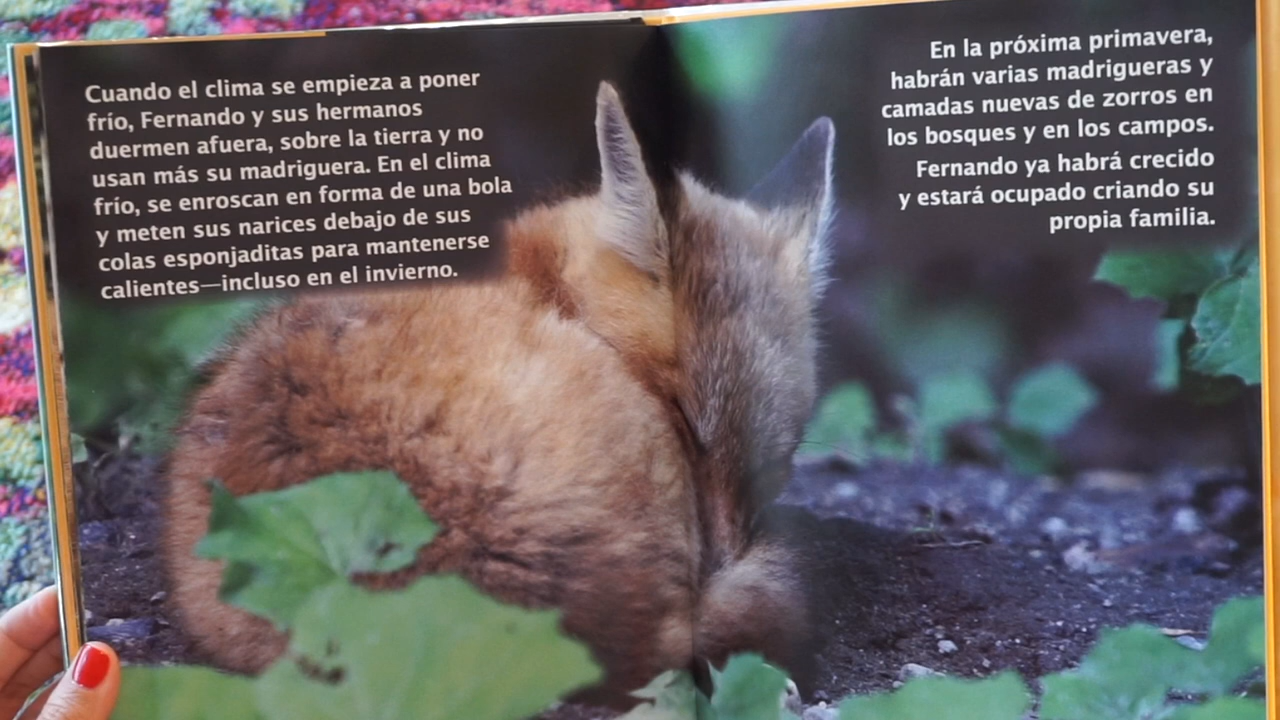 Cuando el clima se empieza a poner
frío, Fernando y sus hermanos
duermen afuera, sobre la tierra y no
usan más su madriguera. En el clima
frío, se enroscan en forma de una bola
y meten sus narices debajo de sus
colas esponjaditas para mantenerse
calientes—incluso en el invierno.
En la próxima primavera,
habrán varias madrigueras y
camadas nuevas de zorros en
los bosques y en los campos.
Fernando ya habrá crecido
y estará ocupado criando su
propia familia.